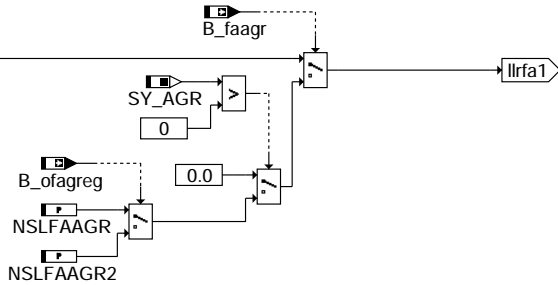 B_faagr
llrfa1
SY_AGR
>
0
0.0
B_ofagreg
P
NSLFAAGR
P
NSLFAAGR2